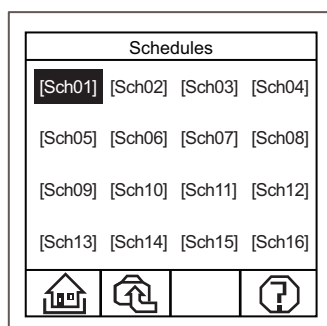 Schedules
[Sch01] [Sch02] [Sch03] [Sch04]
[Sch05] [Sch06] [Sch07] [Sch08]
[Sch09] [Sch10] [Sch11] [Sch12]
[Sch13] [Sch14] [Sch15] [Sch16]
?